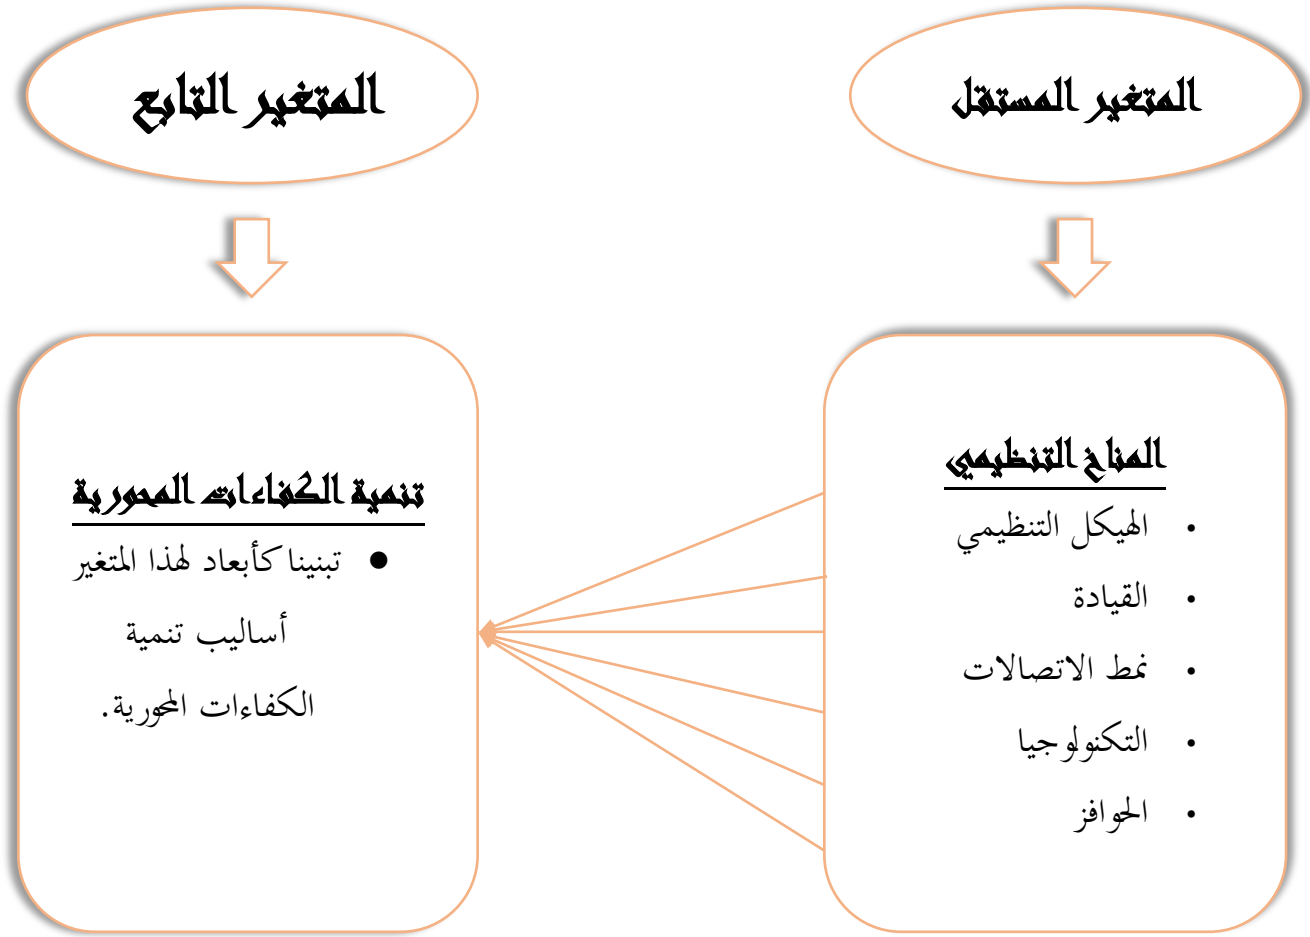 المتغير المستقل
المتغير التابع
المناخ التنظيمي
• الهيكل التنظيمي
• القيادة
• نمط الاتصالات
• التكنولوجيا
• الحوافز
تنمية الكفاءات المحورية
● تبنينا كأبعاد لهذا المتغير
أساليب تنمية
الكفاءات المحورية.